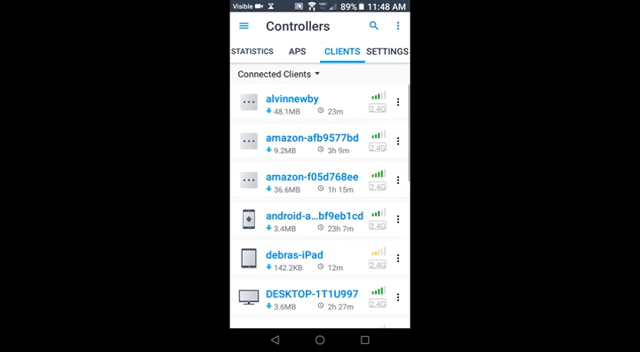 Visible 89% 11:48 AM
Controllers
STATISTICS APS CLIENTS SETTINGS
Connected Clients
alvinnewby
48.1MB 23m
2.4G
amazon-afb9577bd
9.2MB 3h 9m
2.4G
amazon-f05d768ee
36.6MB 1h 15m
2.4G
android-a...bf9eb1cd
3.4MB 23h 7m
2.4G
debras-iPad
142.2KB 12m
2.4G
DESKTOP-1T1U997
3.6MB 2h 27m
2.4G